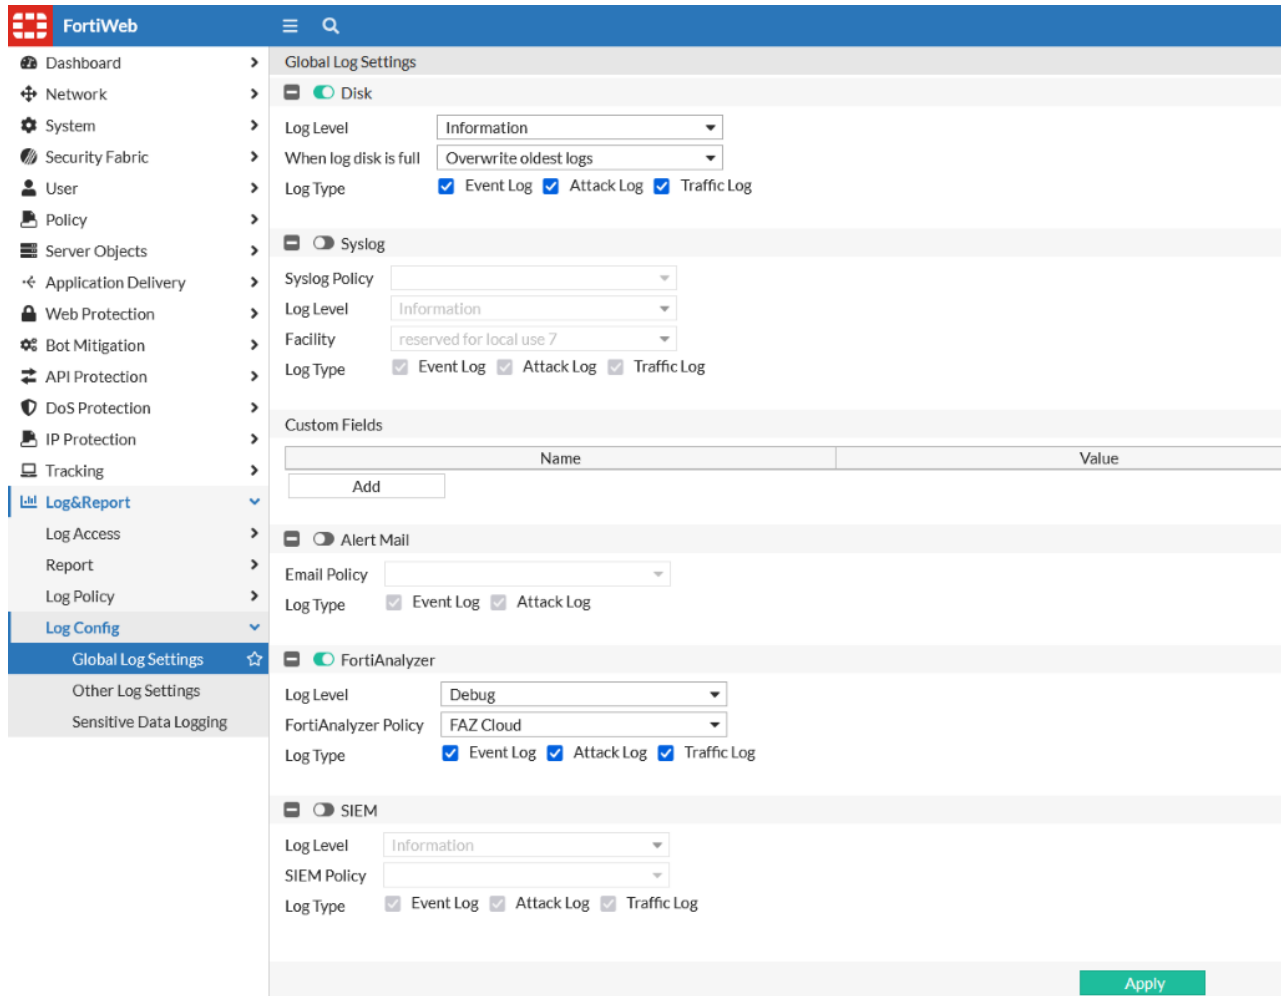 FortiWeb
Dashboard
Network
System
Security Fabric
User
Policy
Server Objects
Application Delivery
Web Protection
Bot Mitigation
API Protection
DoS Protection
IP Protection
Tracking
Log&Report
Log Access
Report
Log Policy
Log Config
Global Log Settings
Other Log Settings
Sensitive Data Logging
Global Log Settings
Disk
Log Level Information
When log disk is full Overwrite oldest logs
Log Type Event Log Attack Log Traffic Log
Syslog
Syslog Policy
Log Level Information
Facility reserved for local use 7
Log Type Event Log Attack Log Traffic Log
Custom Fields
Name Value
Add
Alert Mail
Email Policy
Log Type Event Log Attack Log
FortiAnalyzer
Log Level Debug
FortiAnalyzer Policy FAZ Cloud
Log Type Event Log Attack Log Traffic Log
SIEM
Log Level Information
SIEM Policy
Log Type Event Log Attack Log Traffic Log
Apply